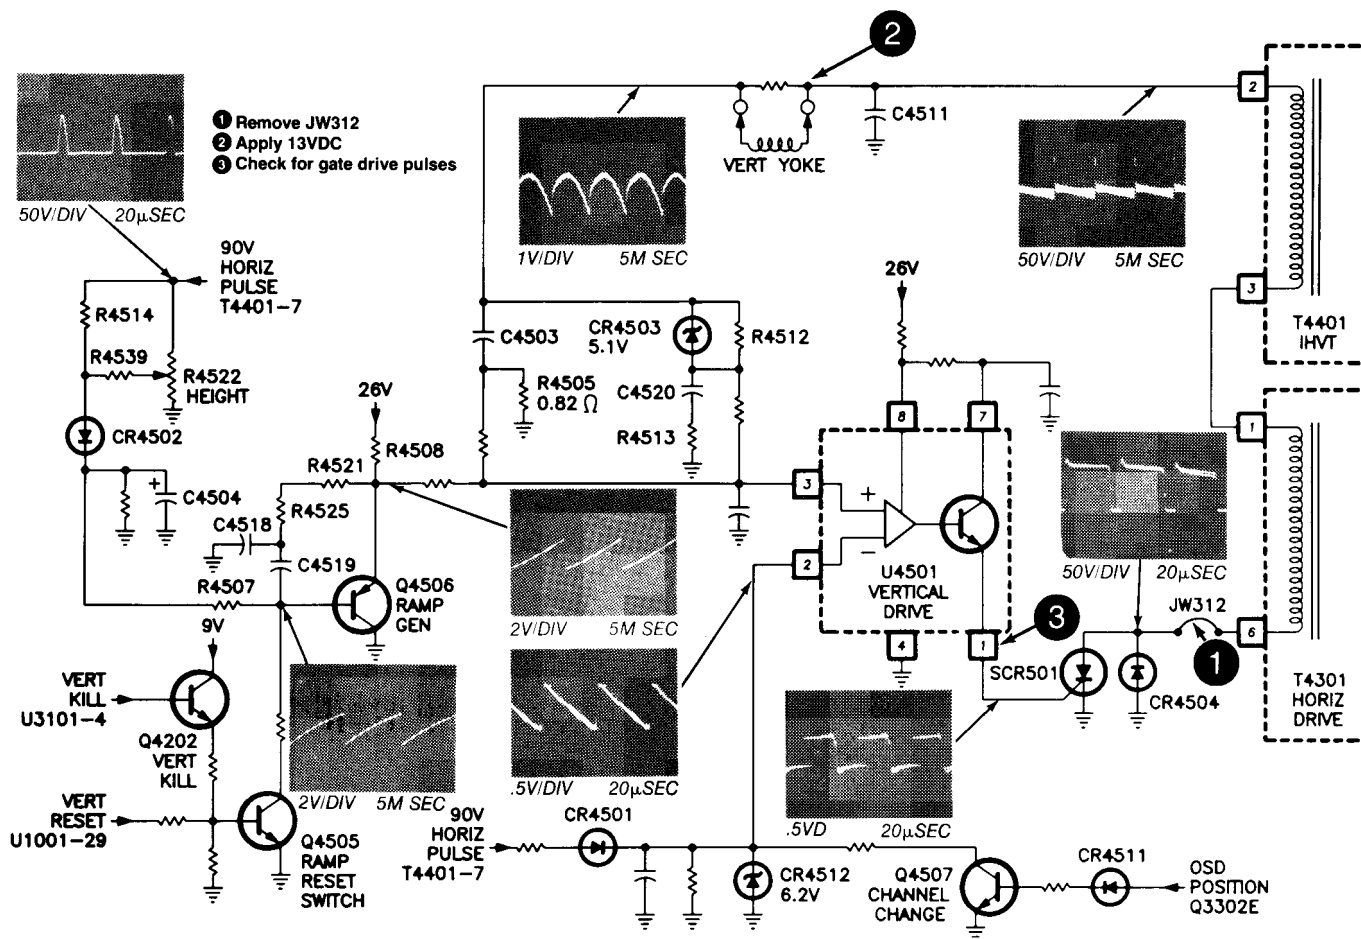 2
1 Remove JW312
2 Apply 13VDC
3 Check for gate drive pulses
50V/DIV 20µSEC
C4511
VERT YOKE
2
1V/DIV 5M SEC
50V/DIV 5M SEC
90V
HORIZ
PULSE
T4401-7
R4514
R4539
R4522
HEIGHT
CR4502
C4504
26V
3
T4401
IHVT
C4503
CR4503
5.1V
R4512
R4505
0.82 Ω
C4520
R4513
26V
R4508
R4521
R4525
C4518
C4519
R4507
8
7
1
3
2
+
−
U4501
VERTICAL
DRIVE
4
1
3
2V/DIV 5M SEC
50V/DIV 20µSEC
JW312
6
1
SCR501
CR4504
T4301
HORIZ
DRIVE
+
Q4506
RAMP
GEN
9V
VERT
KILL
U3101-4
Q4202
VERT
KILL
2V/DIV 5M SEC
.5V/DIV 20µSEC
.5VD 20µSEC
VERT
RESET
U1001-29
Q4505
RAMP
RESET
SWITCH
90V
HORIZ
PULSE
T4401-7
CR4501
CR4512
6.2V
Q4507
CHANNEL
CHANGE
CR4511
OSD
POSITION
Q3302E